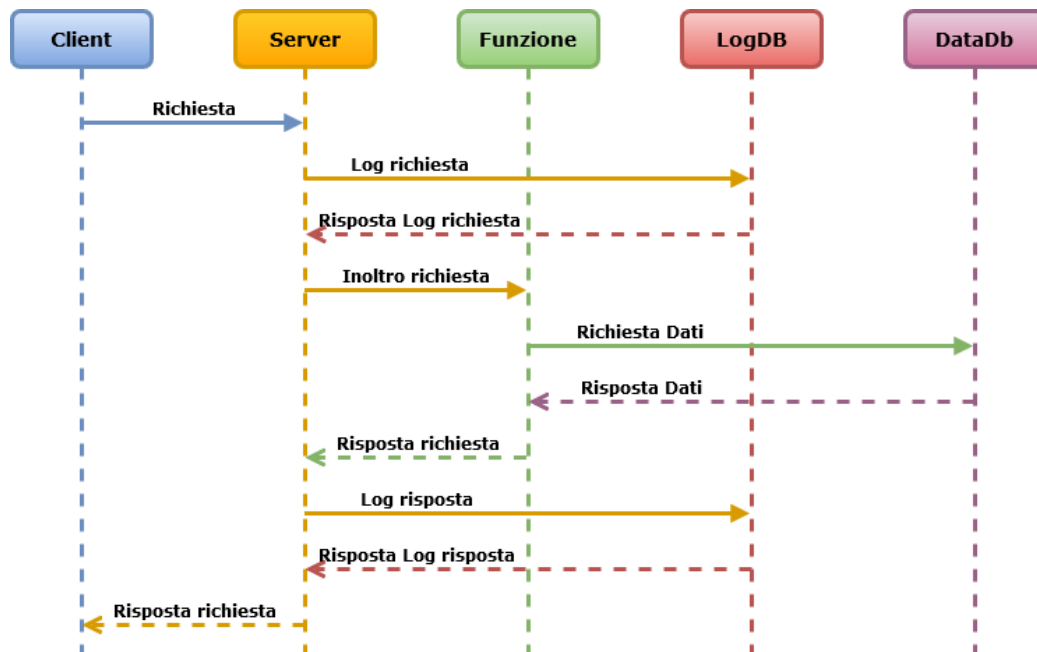 Client
Server
Funzione
LogDB
DataDb
Richiesta
Log richiesta
Risposta Log richiesta
Inoltro richiesta
Richiesta Dati
Risposta Dati
Risposta richiesta
Log risposta
Risposta Log risposta
Risposta richiesta